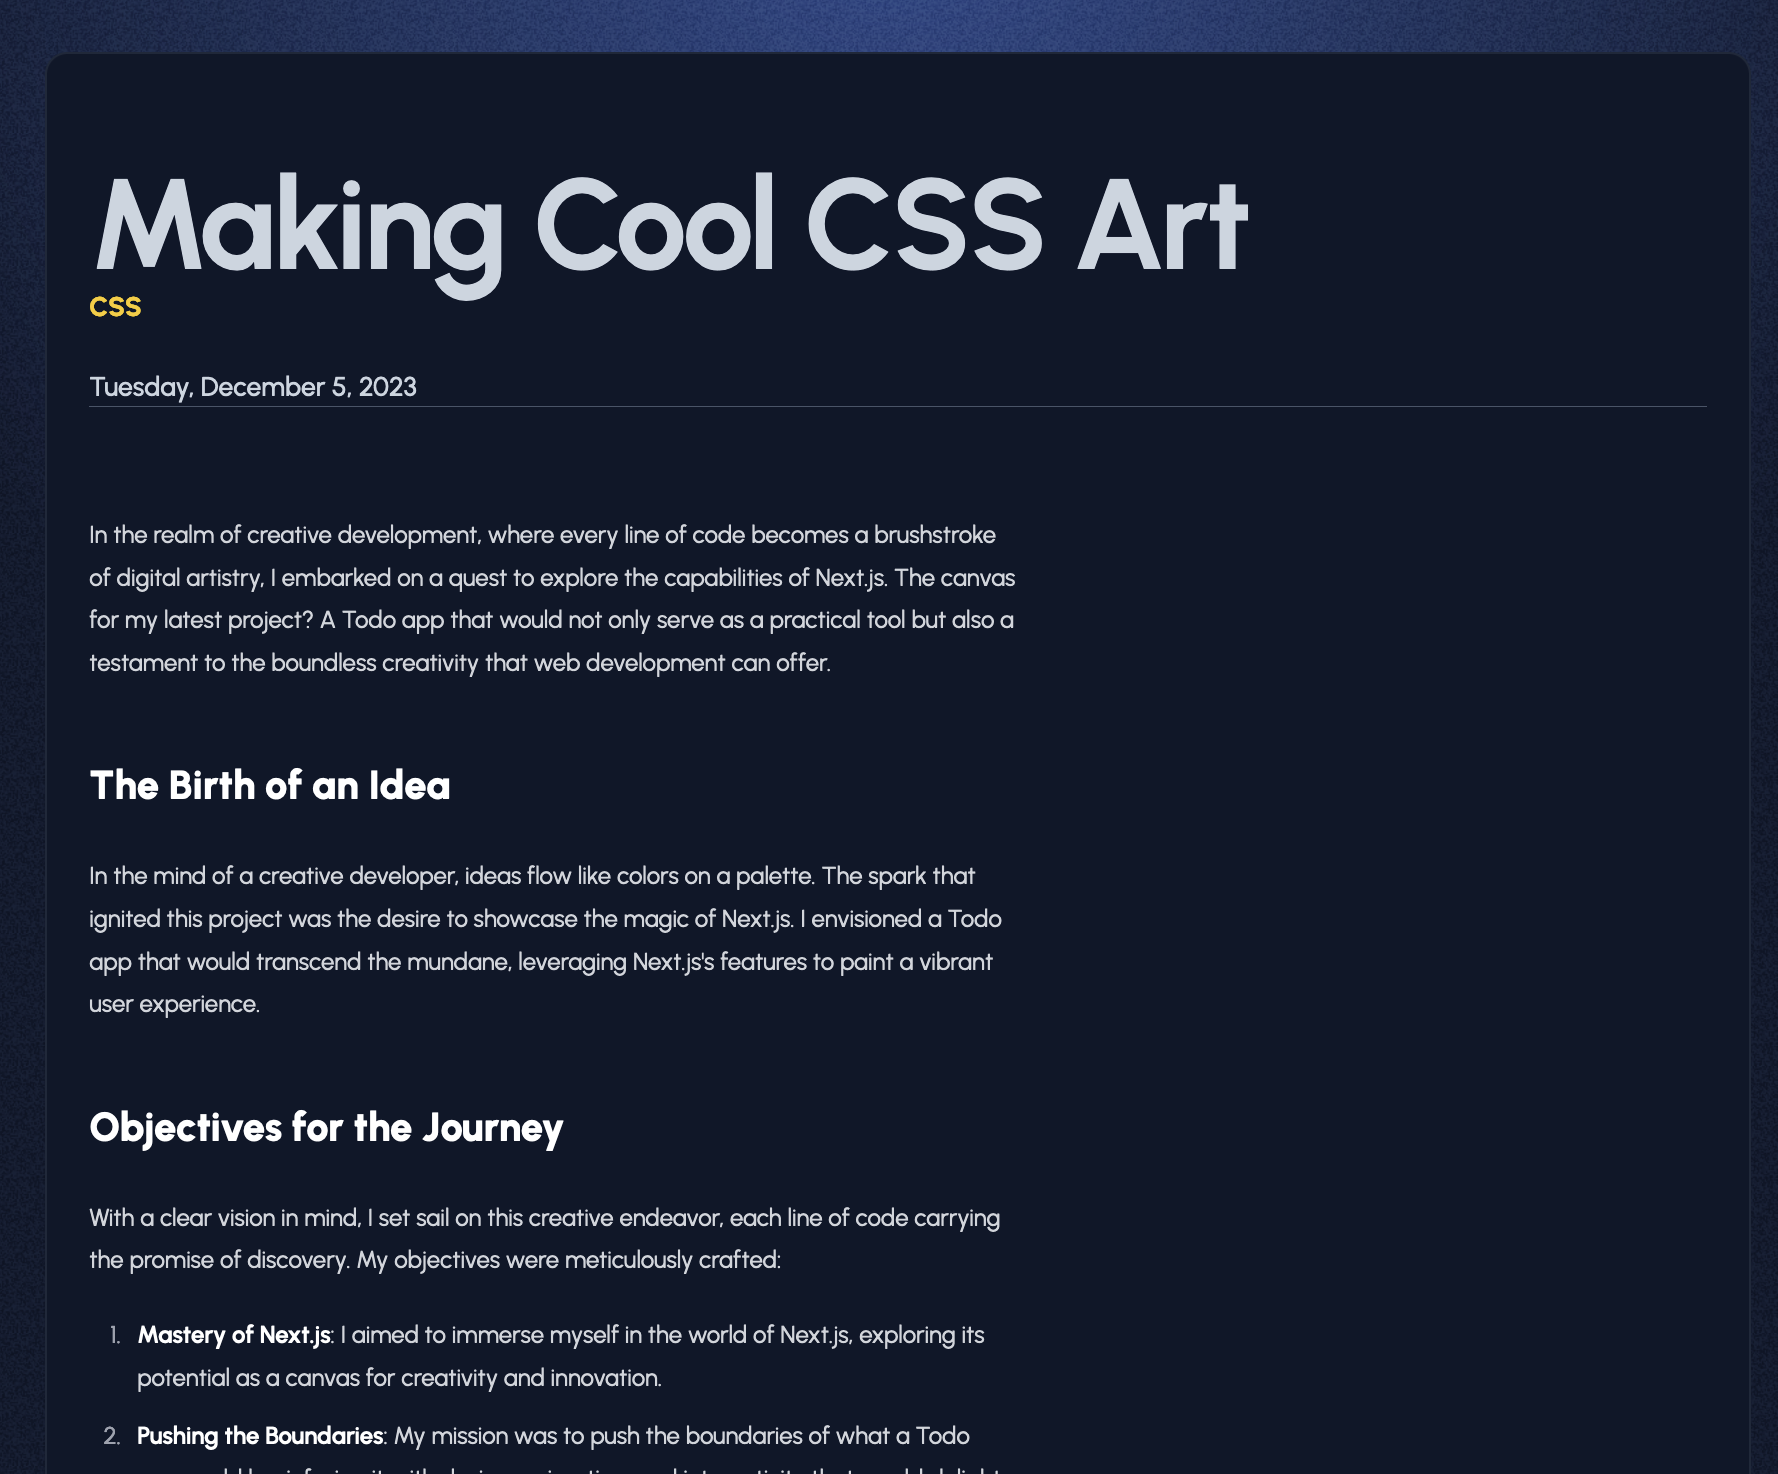 Making Cool CSS Art
CSS
Tuesday, December 5, 2023
In the realm of creative development, where every line of code becomes a brushstroke
of digital artistry, I embarked on a quest to explore the capabilities of Next.js. The canvas
for my latest project? A Todo app that would not only serve as a practical tool but also a
testament to the boundless creativity that web development can offer.
The Birth of an Idea
In the mind of a creative developer, ideas flow like colors on a palette. The spark that
ignited this project was the desire to showcase the magic of Next.js. I envisioned a Todo
app that would transcend the mundane, leveraging Next.js's features to paint a vibrant
user experience.
Objectives for the Journey
With a clear vision in mind, I set sail on this creative endeavor, each line of code carrying
the promise of discovery. My objectives were meticulously crafted:
1. Mastery of Next.js: I aimed to immerse myself in the world of Next.js, exploring its
potential as a canvas for creativity and innovation.
2. Pushing the Boundaries: My mission was to push the boundaries of what a Todo